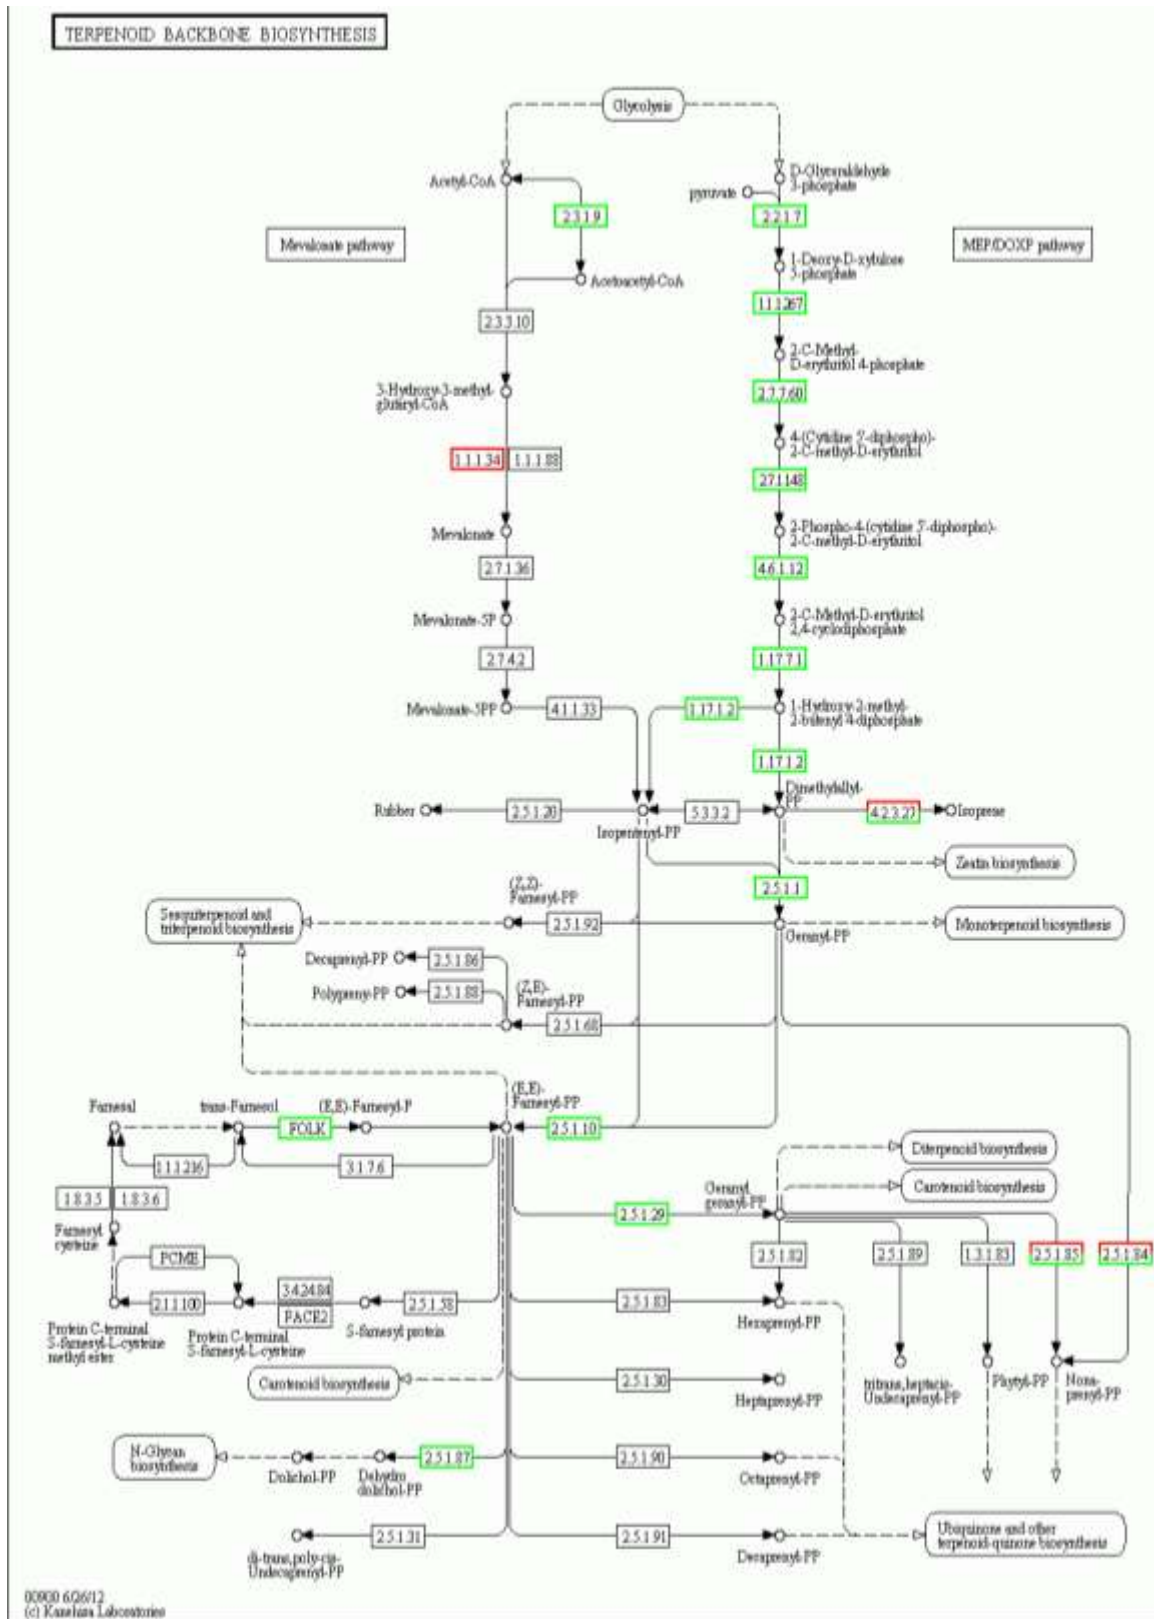 TERPENOID BACKBONE BIOSYNTHESIS
Glycolysis
Acetyl-CoA
D-Glyceraldehyde
3-phosphate
pyruvate
2.3.1.9
2.2.1.7
Mevalonate pathway
MEP/DOXP pathway
1-Deoxy-D-xylulose
5-phosphate
Acetoacetyl-CoA
1.1.1.267
2.3.3.10
2-C-Methyl-
D-erythritol 4-phosphate
3-Hydroxy-3-methyl-
glutaryl-CoA
2.7.7.60
4-(Cytidine 5'-diphospho)-
2-C-methyl-D-erythritol
1.1.1.34
1.1.1.88
2.7.1.148
Mevalonate
2-Phospho-4-(cytidine 5'-diphospho)-
2-C-methyl-D-erythritol
2.7.1.36
4.6.1.12
Mevalonate-5P
2-C-Methyl-D-erythritol
2,4-cyclodiphosphate
2.7.4.2
1.17.7.1
Mevalonate-5PP
4.1.1.33
1.17.1.2
1-Hydroxy-2-methyl-
2-butenyl 4-diphosphate
1.17.1.2
Dimethylallyl-
PP
Rubber
2.5.1.20
5.3.3.2
4.2.3.27
Isoprene
Isopentenyl-PP
Zeatin biosynthesis
2.5.1.1
(Z,Z)-
Farnesyl-PP
Sesquiterpenoid and
triterpenoid biosynthesis
2.5.1.92
Geranyl-PP
Monoterpenoid biosynthesis
Decaprenyl-PP
2.5.1.86
Polypreny-PP
2.5.1.88
(Z,E)-
Farnesyl-PP
2.5.1.68
(E,E)-
Farnesyl-PP
Farnesal
trans-Farnesol
(E,E)-Farnesyl-P
FOLK
2.5.1.10
1.1.1.216
3.1.7.6
Diterpenoid biosynthesis
Carotenoid biosynthesis
1.8.3.5
1.8.3.6
Geranyl
geranyl-PP
2.5.1.29
Farnesyl
cysteine
PCME
2.5.1.82
2.5.1.89
1.3.1.83
2.5.1.85
2.5.1.84
2.1.1.100
3.4.24.84
FACE2
2.5.1.58
2.5.1.83
Hexaprenyl-PP
Protein C-terminal
S-farnesyl-L-cysteine
methyl ester
Protein C-terminal
S-farnesyl-L-cysteine
S-farnesyl protein
Carotenoid biosynthesis
2.5.1.30
Heptaprenyl-PP
tritrans,heptacis-
Undecaprenyl-PP
Phytyl-PP
Nona-
prenyl-PP
N-Glycan
biosynthesis
Dolichol-PP
Dehydro
dolichol-PP
2.5.1.87
2.5.1.90
Octaprenyl-PP
2.5.1.31
2.5.1.91
Decaprenyl-PP
di-trans,poly-cis-
Undecaprenyl-PP
Ubiquinone and other
terpenoid-quinone biosynthesis
00900 6/26/12
(c) Kanehisa Laboratories